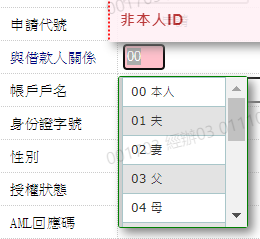 申請代號
非本人ID
與借款人關係
00
帳戶戶名
00 本人
01 夫
身份證字號
02 妻
性別
03 父
授權狀態
04 母
AML回應碼